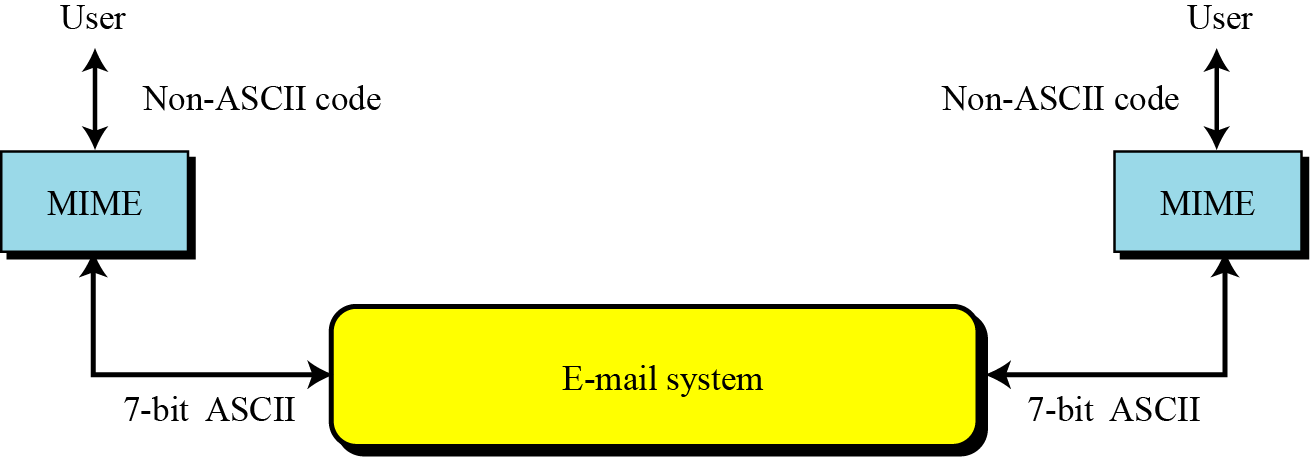 User
User
Non-ASCII code
Non-ASCII code
MIME
MIME
E-mail system
7-bit ASCII
7-bit ASCII